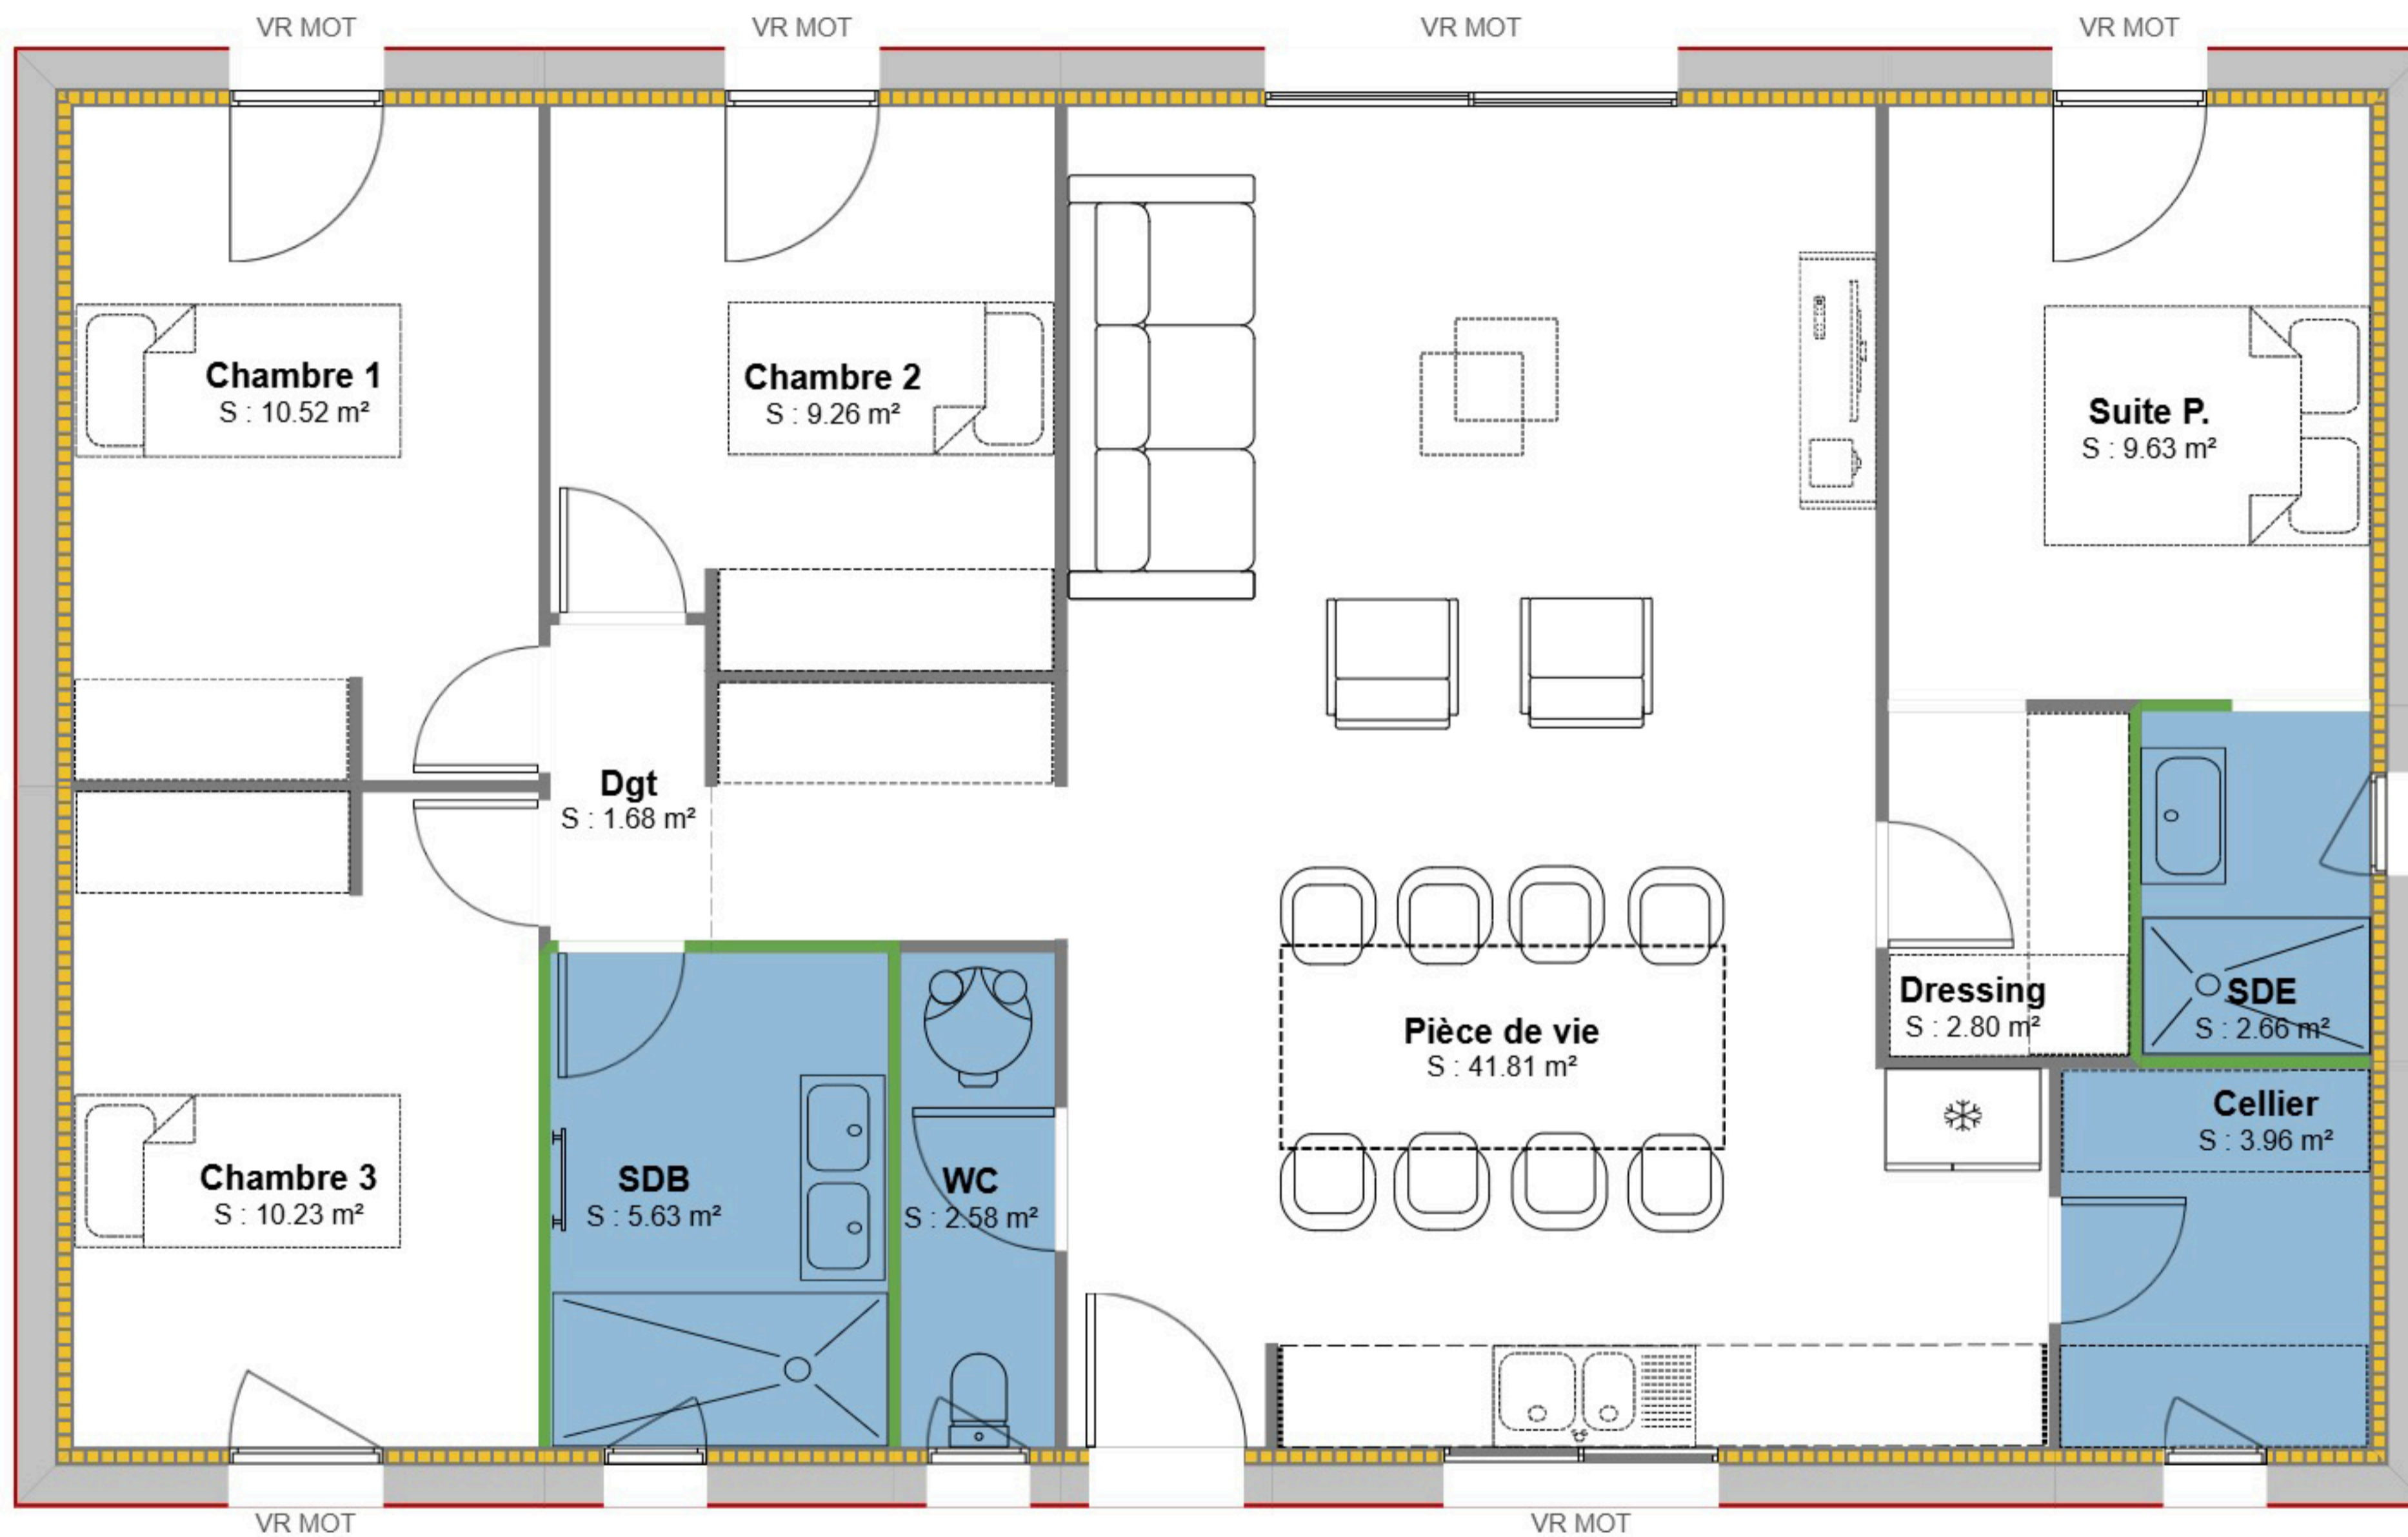 VR MOT
VR MOT
VR MOT
VR MOT
Chambre 1
S : 10.52 m²
Chambre 2
S : 9.26 m²
Suite P.
S : 9.63 m²
Dgt
S : 1.68 m²
Dressing
S : 2.80 m²
SDE
S : 2.66 m²
Pièce de vie
S : 41.81 m²
Cellier
S : 3.96 m²
Chambre 3
S : 10.23 m²
SDB
S : 5.63 m²
WC
S : 2.58 m²
VR MOT
VR MOT